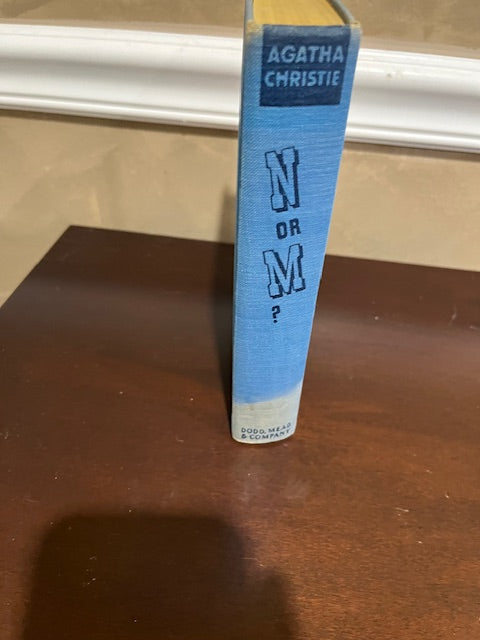 AGATHA
CHRISTIE
N
OR
M
?
DODD, MEAD
& COMPANY